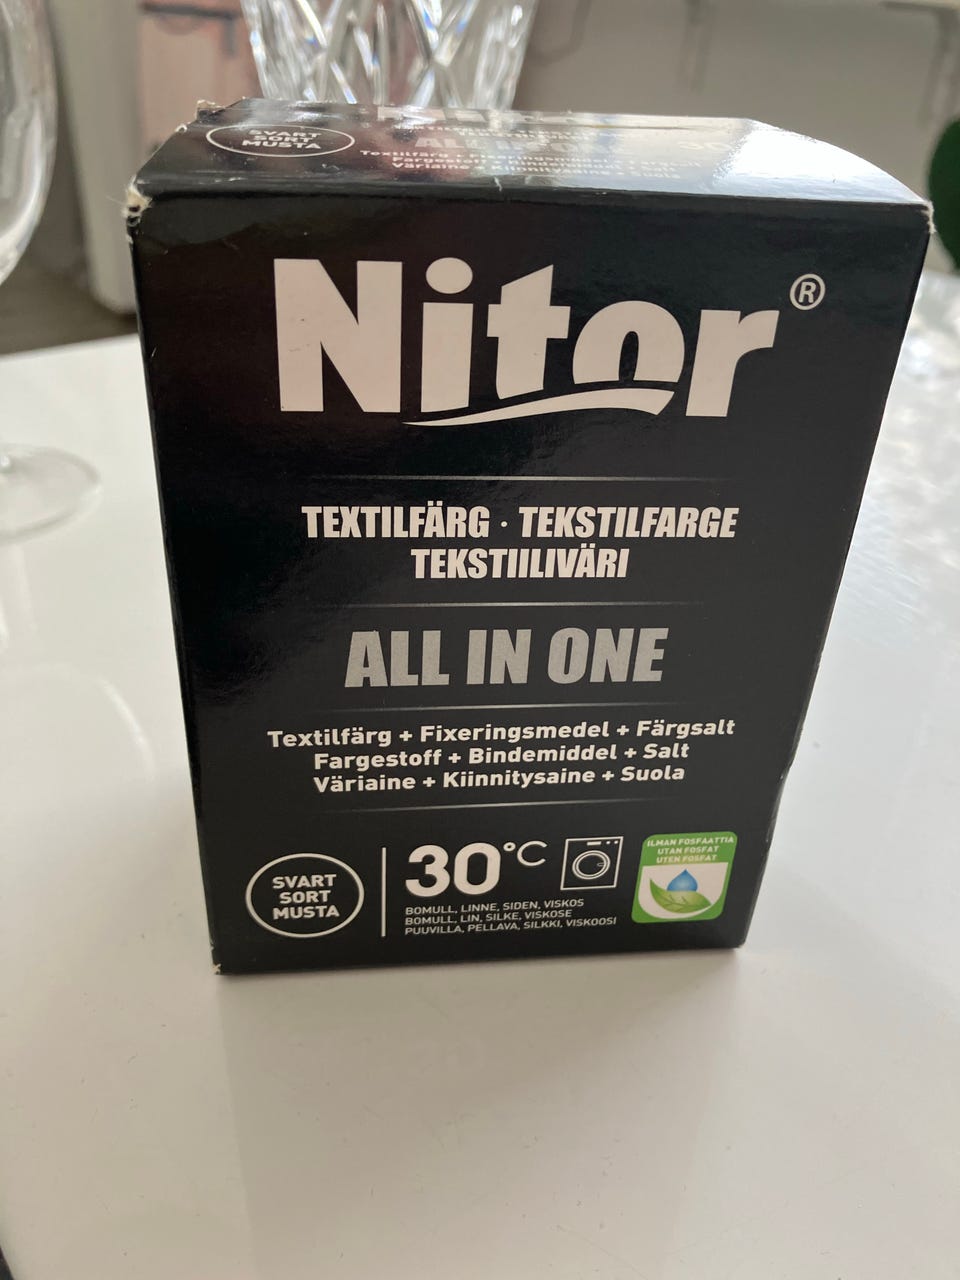 SVART
SORT
MUSTA
ALL IN
Nitor®
TEXTILFÄRG · TEKSTILFARGE
TEKSTIILIVÄRI
ALL IN ONE
Textilfärg + Fixeringsmedel + Färgsalt
Fargestoff + Bindemiddel + Salt
Väriaine + Kiinnitysaine + Suola
SVART
SORT
MUSTA
30°C
BOMULL, LINNE, SIDEN, VISKOS
BOMULL, LIN, SILKE, VISKOSE
PUUVILLA, PELLAVA, SILKKI, VISKOOSI
ILMAN FOSFAATTIA
UTAN FOSFAT
UTEN FOSFAT